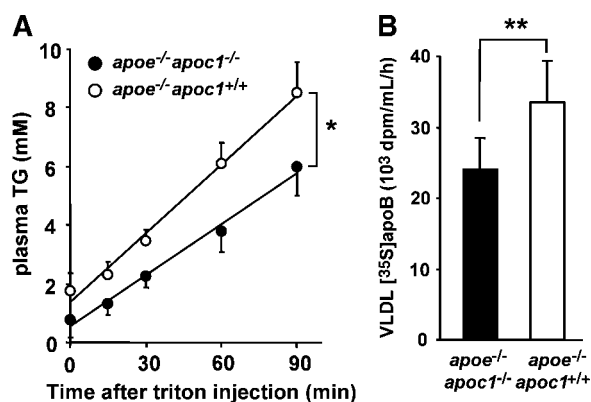 A
apoe-/- apoc1-/-
apoe-/- apoc1+/+
plasma TG (mM)
10
8
6
4
2
0
*
0 30 60 90
Time after triton injection (min)
B
**
VLDL [35S]apoB (10³ dpm/mL/h)
40
30
20
10
0
apoe-/- apoe-/-
apoc1-/- apoc1+/+